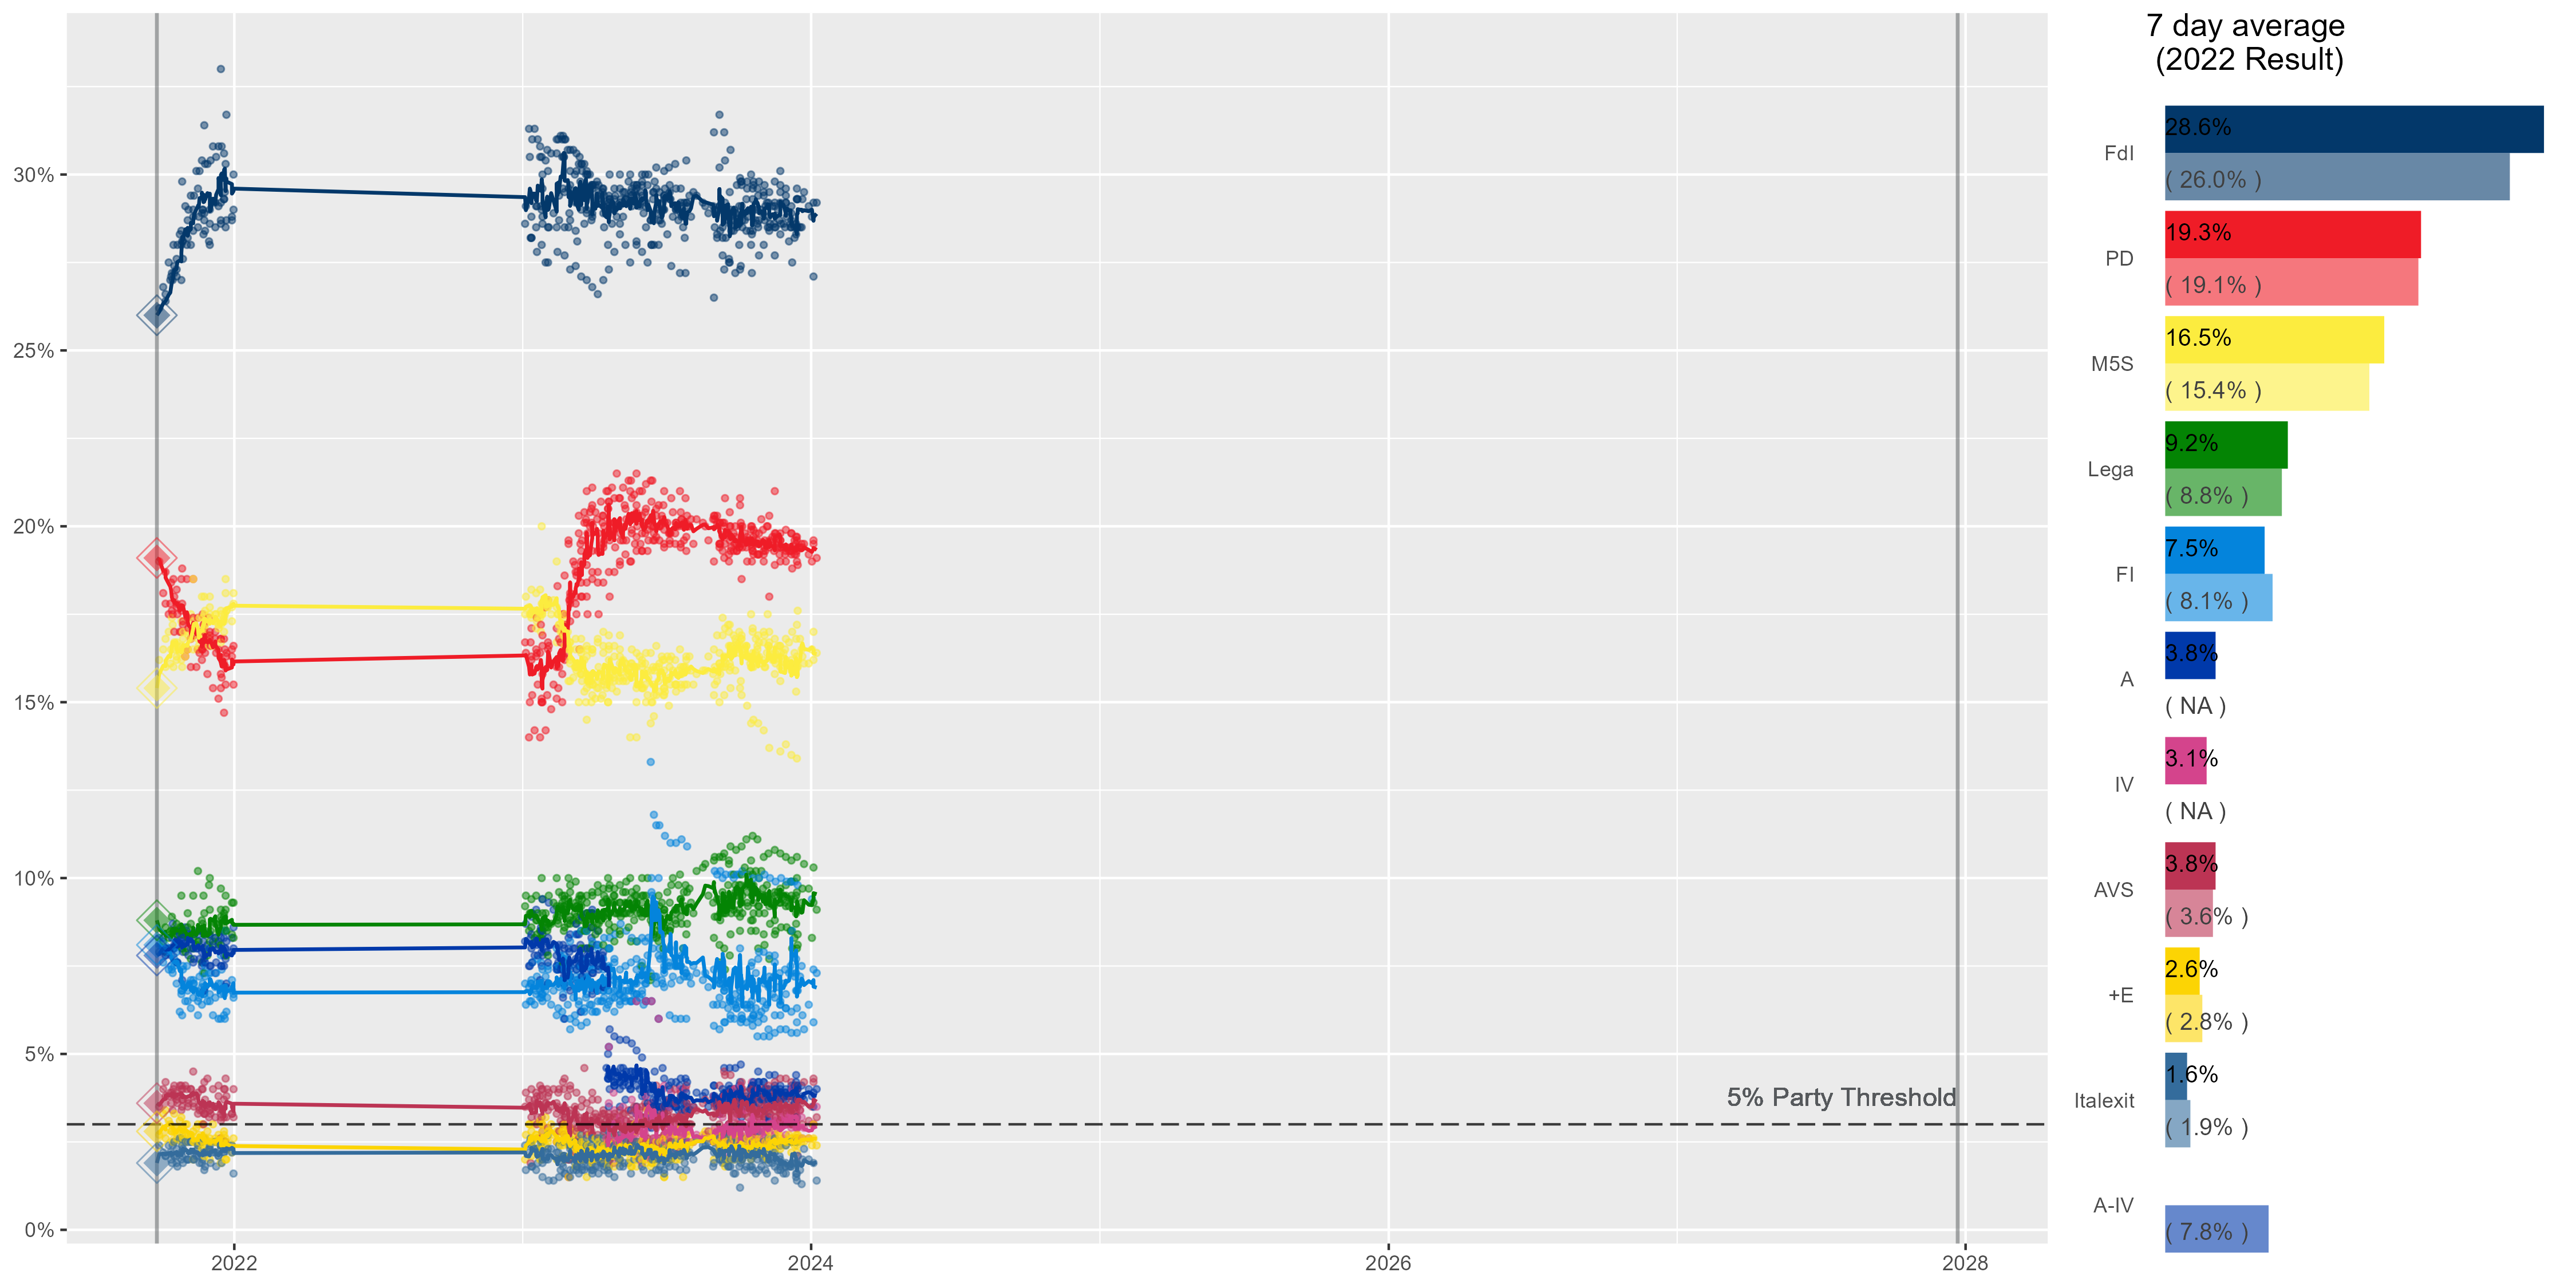 7 day average
(2022 Result)
30%
25%
20%
15%
10%
5%
0%
2022
2024
2026
2028
5% Party Threshold
FdI
28.6%
( 26.0% )
PD
19.3%
( 19.1% )
M5S
16.5%
( 15.4% )
Lega
9.2%
( 8.8% )
FI
7.5%
( 8.1% )
A
3.8%
( NA )
IV
3.1%
( NA )
AVS
3.8%
( 3.6% )
+E
2.6%
( 2.8% )
Italexit
1.6%
( 1.9% )
A-IV
( 7.8% )